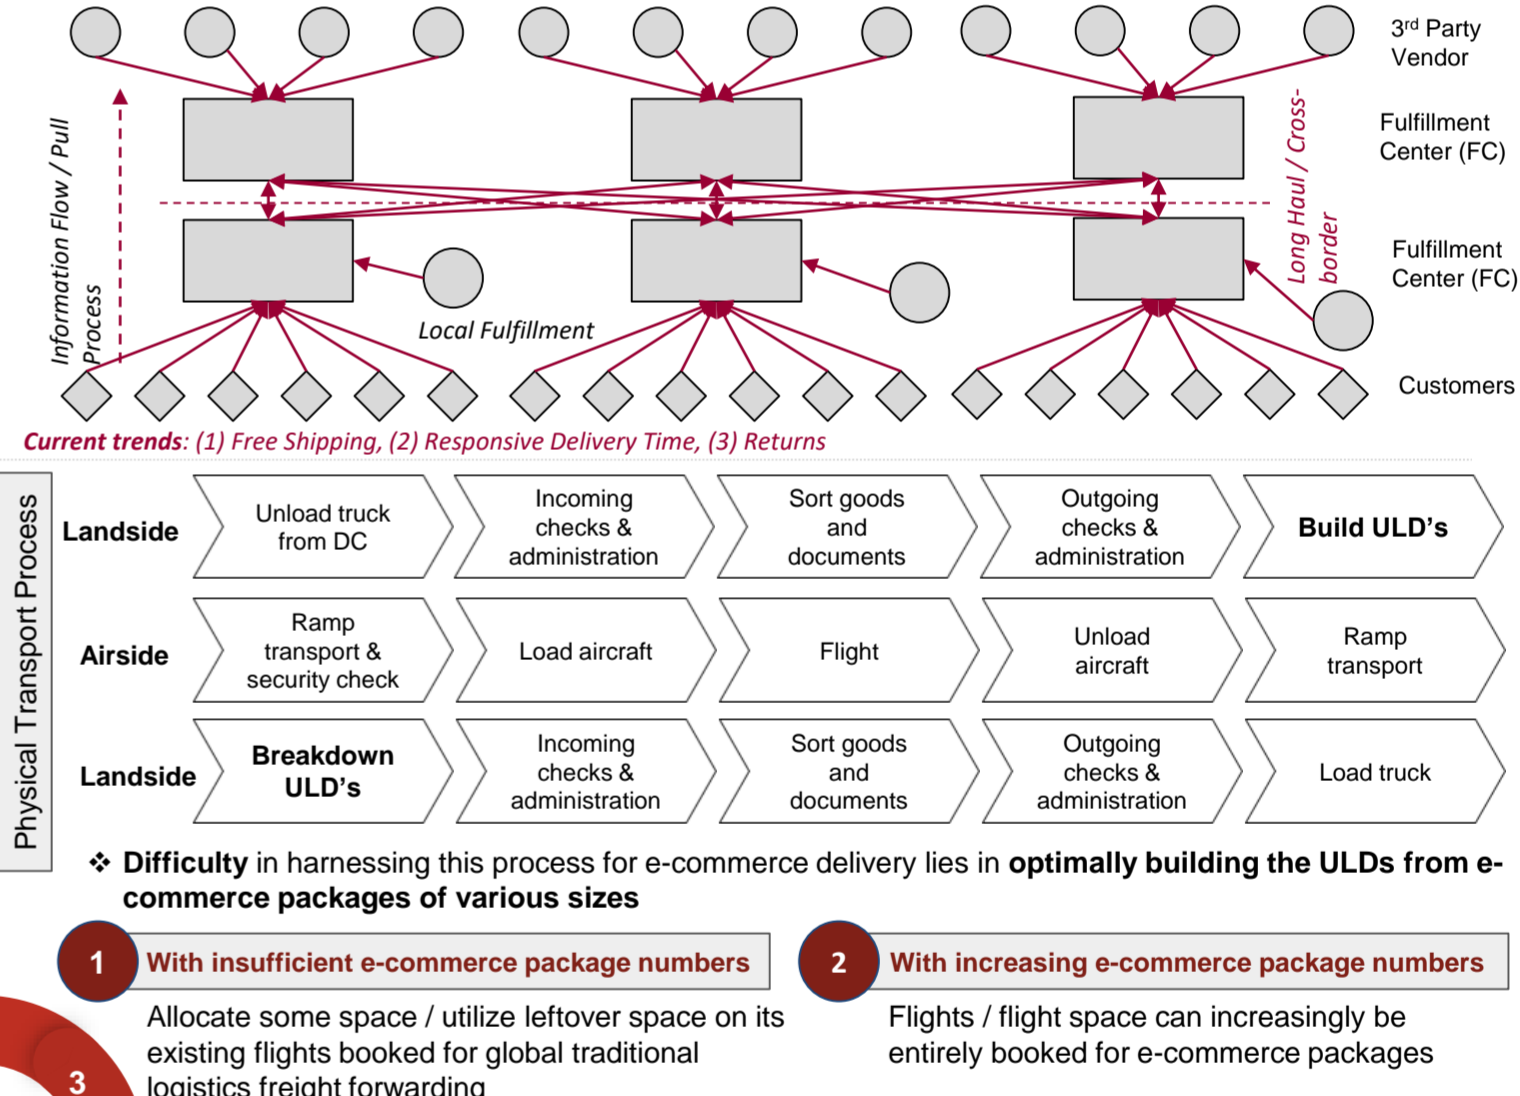 3rd Party
Vendor
Fulfillment
Center (FC)
Information Flow / Pull
Process
Long Haul / Cross-
border
Fulfillment
Center (FC)
Local Fulfillment
Customers
Current trends: (1) Free Shipping, (2) Responsive Delivery Time, (3) Returns
Physical Transport Process
Landside
Unload truck
from DC
Incoming
checks &
administration
Sort goods
and
documents
Outgoing
checks &
administration
Build ULD's
Airside
Ramp
transport &
security check
Load aircraft
Flight
Unload
aircraft
Ramp
transport
Landside
Breakdown
ULD's
Incoming
checks &
administration
Sort goods
and
documents
Outgoing
checks &
administration
Load truck
❖ Difficulty in harnessing this process for e-commerce delivery lies in optimally building the ULDs from e-
commerce packages of various sizes
1
With insufficient e-commerce package numbers
Allocate some space / utilize leftover space on its
existing flights booked for global traditional
logistics freight forwarding
2
With increasing e-commerce package numbers
Flights / flight space can increasingly be
entirely booked for e-commerce packages
3